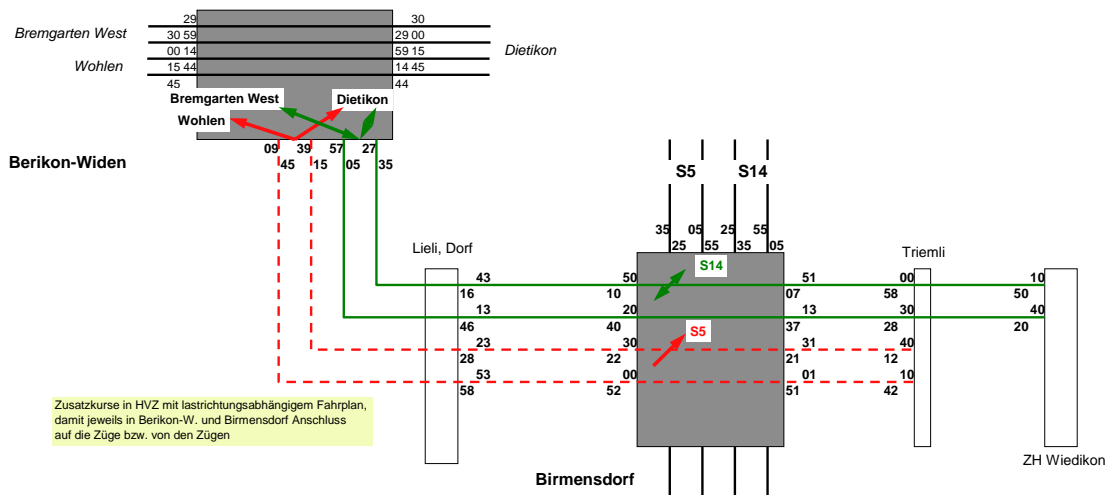 29 30
Bremgarten West 30 59 29 00
00 14 59 15 Dietikon
Wohlen 15 44 14 45
45 44
Bremgarten West Dietikon
Wohlen
Berikon-Widen
09 39 57 27
45 15 05 35
S5 S14
35 05 25 55
25 55 35 05
Lieli, Dorf Triemli
S14
43 50 51 00 10
16 10 07 58 50
13 20 13 30 40
46 40 37 28 20
S5
23 30 31 40
28 22 21 12
53 00 01 10
58 52 51 42
Zusatzkurse in HVZ mit lastrichtungsabhängigem Fahrplan,
damit jeweils in Berikon-W. und Birmensdorf Anschluss
auf die Züge bzw. von den Zügen
ZH Wiedikon
Birmensdorf